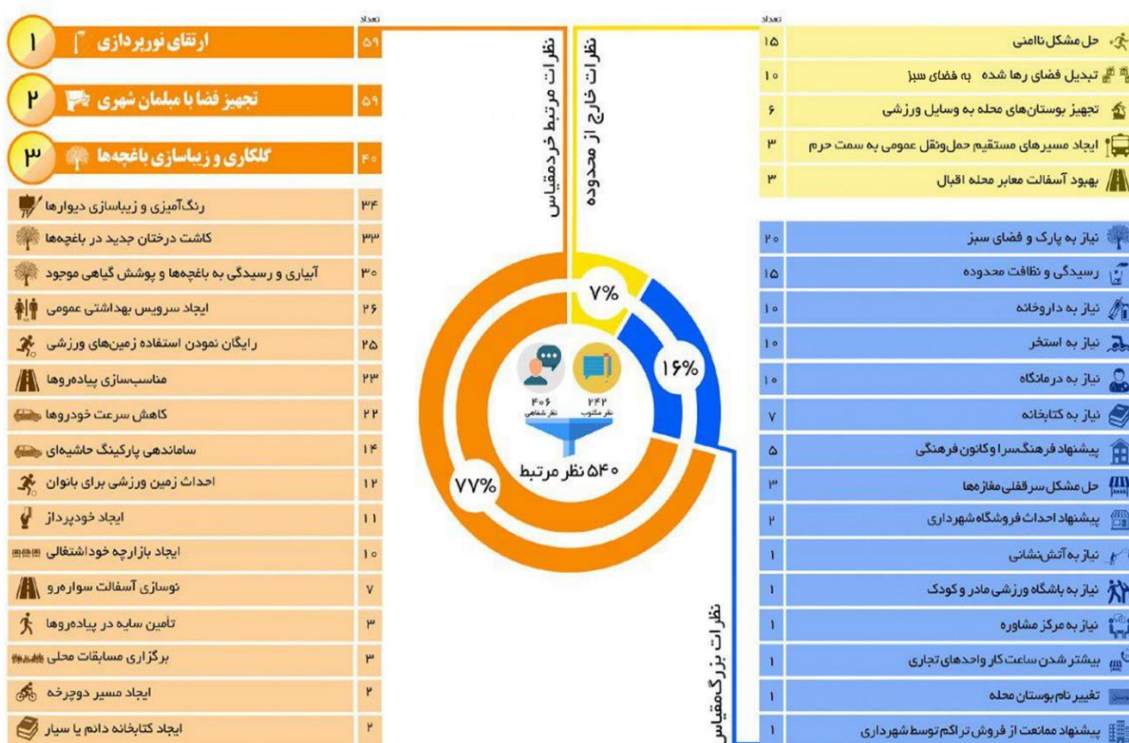 تعداد
حل مشکل ناامنی ۱۵
تبدیل فضای رها شده به فضای سبز ۱۰
تجهیز بوستان‌های محله به وسایل ورزشی ۶
ایجاد مسیرهای مستقیم حمل‌ونقل عمومی به سمت حرم ۳
بهبود آسفالت معابر محله اقبال ۳
نیاز به پارک و فضای سبز ۲۰
رسیدگی و نظافت محدوده ۱۵
نیاز به داروخانه ۱۰
نیاز به استخر ۱۰
نیاز به درمانگاه ۱۰
نیاز به کتابخانه ۷
پیشنهاد فرهنگ‌سرا و کانون فرهنگی ۵
حل مشکل سرقفلی مغازه‌ها ۳
پیشنهاد احداث فروشگاه شهرداری ۲
نیاز به آتش‌نشانی ۱
نیاز به باشگاه ورزشی مادر و کودک ۱
نیاز به مرکز مشاوره ۱
بیشتر شدن ساعت کار واحدهای تجاری ۱
تغییر نام بوستان محله ۱
پیشنهاد ممانعت از فروش تراکم توسط شهرداری ۱
نظرات خارج از محدوده
نظرات مرتبط خردمقیاس
نظرات بزرگ‌مقیاس
۷%
۱۶%
۷۷%
۲۴۲
نظر مکتوب
۴۰۶
نظر شفاهی
۵۴۰ نظر مرتبط
تعداد
۱ ارتقای نورپردازی ۵۹
۲ تجهیز فضا با مبلمان شهری ۵۹
۳ گلکاری و زیباسازی باغچه‌ها ۴۰
رنگ‌آمیزی و زیباسازی دیوارها ۳۴
کاشت درختان جدید در باغچه‌ها ۳۳
آبیاری و رسیدگی به باغچه‌ها و پوشش گیاهی موجود ۳۰
ایجاد سرویس بهداشتی عمومی ۲۶
رایگان نمودن استفاده زمین‌های ورزشی ۲۵
مناسب‌سازی پیاده‌روها ۲۳
کاهش سرعت خودروها ۲۲
ساماندهی پارکینگ حاشیه‌ای ۱۴
احداث زمین ورزشی برای بانوان ۱۲
ایجاد خودپرداز ۱۱
ایجاد بازارچه خوداشتغالی ۱۰
نوسازی آسفالت سواره‌رو ۷
تأمین سایه در پیاده‌روها ۳
برگزاری مسابقات محلی ۳
ایجاد مسیر دوچرخه ۲
ایجاد کتابخانه دائم یا سیار ۲